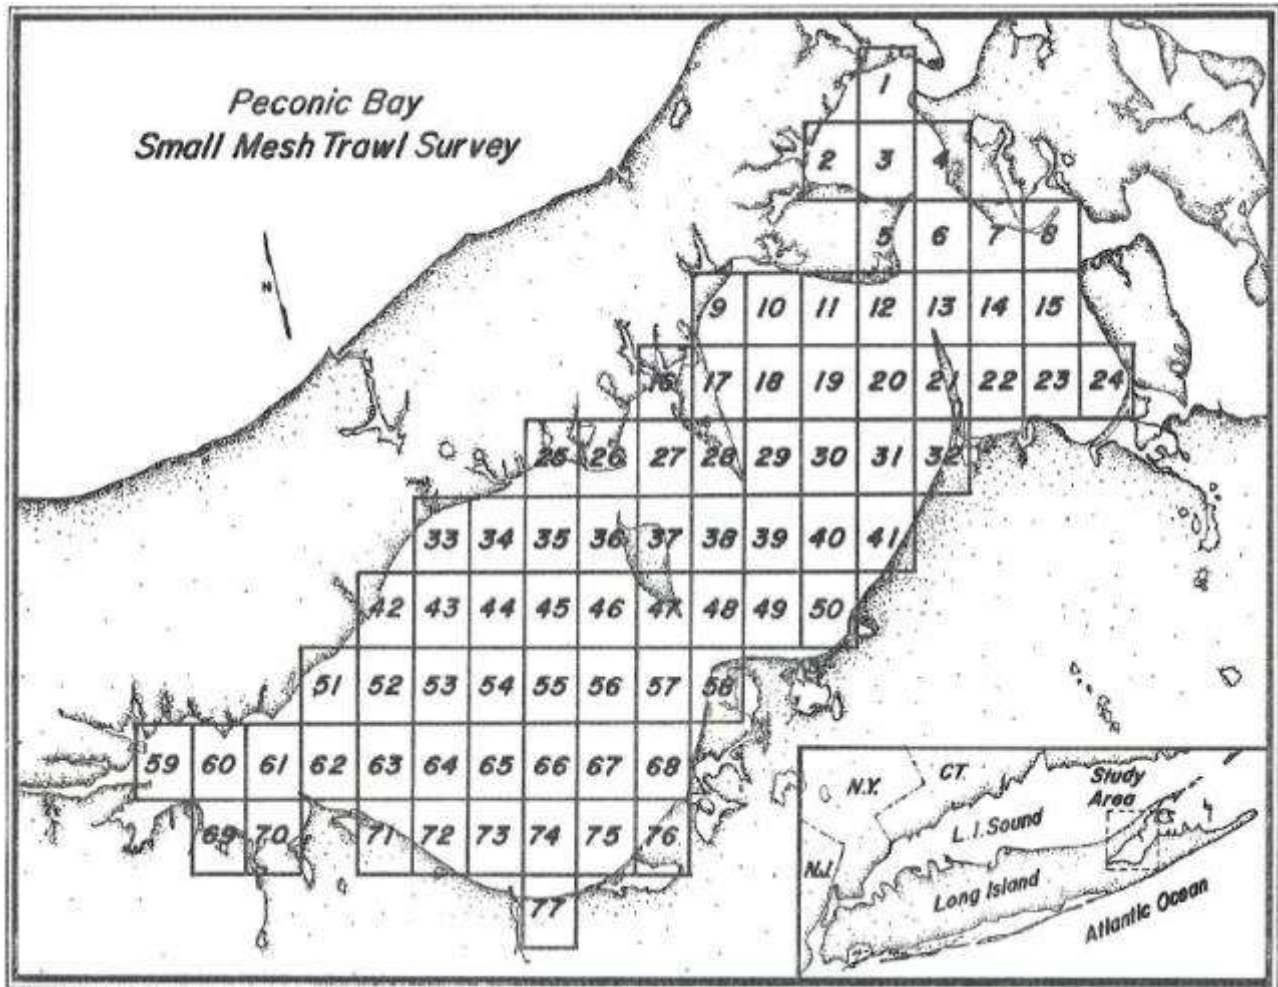 Peconic Bay
Small Mesh Trawl Survey
N
1
2 3 4
5 6 7 8
9 10 11 12 13 14 15
16 17 18 19 20 21 22 23 24
25 26 27 28 29 30 31 32
33 34 35 36 37 38 39 40 41
42 43 44 45 46 47 48 49 50
51 52 53 54 55 56 57 58
59 60 61 62 63 64 65 66 67 68
69 70 71 72 73 74 75 76
77
N.Y.
CT.
Study
Area
L.I. Sound
N.J.
Long Island
Atlantic Ocean